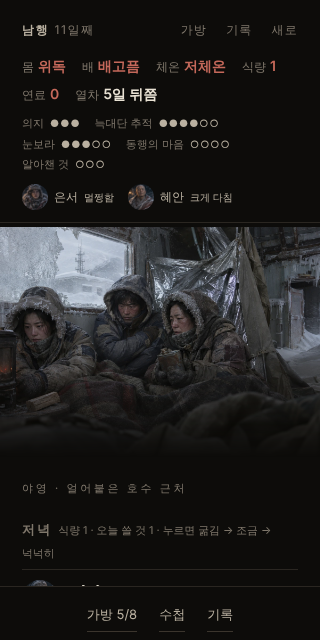 남행 11일째 가방 기록 새로
몸 위독 배 배고픔 체온 저체온 식량 1
연료 0 열차 5일 뒤쯤
의지 ●●● 늑대단 추적 ●●●●○○
눈보라 ●●●○○ 동행의 마음 ○○○○
알아챈 것 ○○○
은서 멀쩡함 혜안 크게 다침
야영 · 얼어붙은 호수 근처
저녁 식량 1 · 오늘 쓸 것 1 · 누르면 굶김 → 조금 →
넉넉히
가방 5/8 수첩 기록